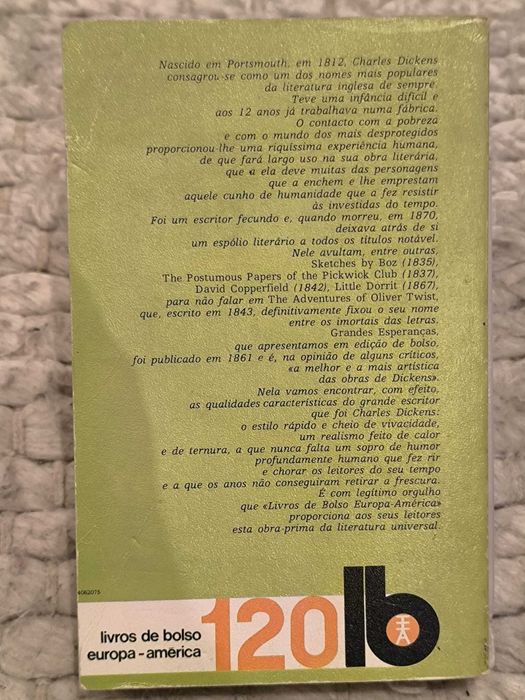 Nascido em Portsmouth, em 1812, Charles Dickens
consagrou-se como um dos nomes mais populares
da literatura inglesa de sempre.
Teve uma infância difícil e
aos 12 anos já trabalhava numa fábrica.
O contacto com a pobreza
e com o mundo dos mais desprotegidos
proporcionou-lhe uma riquíssima experiência humana,
de que fará largo uso na sua obra literária,
que a ela deve muitas das personagens
que a enchem e lhe emprestam
aquele cunho de humanidade que a fez resistir
às investidas do tempo.
Foi um escritor fecundo e, quando morreu, em 1870,
deixava atrás de si
um espólio literário a todos os títulos notável.
Nele avultam, entre outras,
Sketches by Boz (1835),
The Postumous Papers of the Pickwick Club (1837),
David Copperfield (1842), Little Dorrit (1867),
para não falar em The Adventures of Oliver Twist,
que, escrito em 1843, definitivamente fixou o seu nome
entre os imortais das letras.
Grandes Esperanças,
que apresentamos em edição de bolso,
foi publicado em 1861 e é, na opinião de alguns críticos,
«a melhor e a mais artística
das obras de Dickens».
Nela vamos encontrar, com efeito,
as qualidades características do grande escritor
que foi Charles Dickens:
o estilo rápido e cheio de vivacidade,
um realismo feito de calor
e de ternura, a que nunca falta um sopro de humor
profundamente humano que fez rir
e chorar os leitores do seu tempo
e a que os anos não conseguiram retirar a frescura.
É com legítimo orgulho
que «Livros de Bolso Europa-América»
proporciona aos seus leitores
esta obra-prima da literatura universal.
4062075
livros de bolso
europa-américa
120
lb
EA